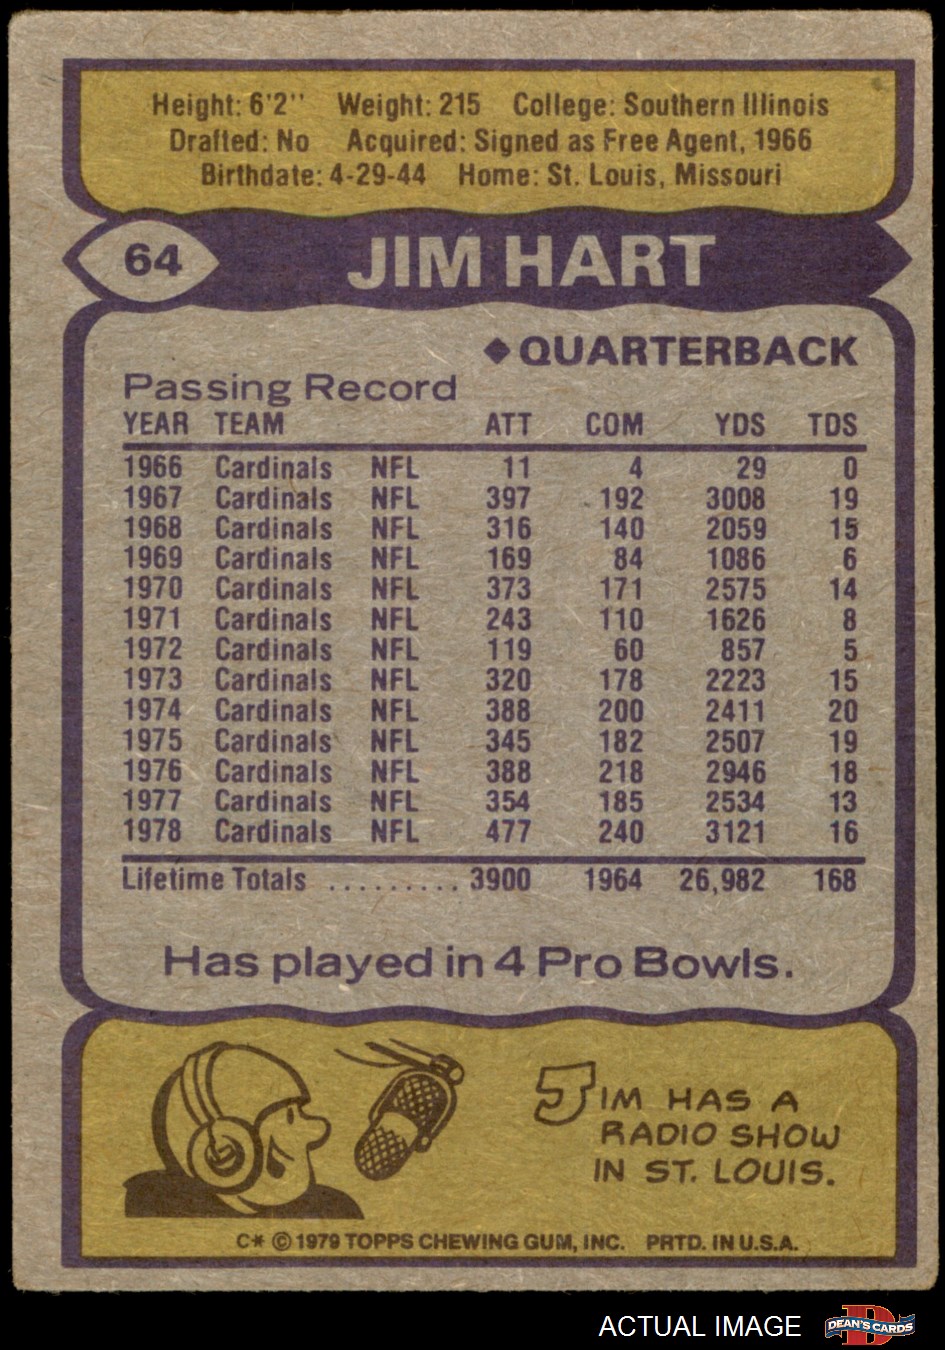 Height: 6'2" Weight: 215 College: Southern Illinois
Drafted: No Acquired: Signed as Free Agent, 1966
Birthdate: 4-29-44 Home: St. Louis, Missouri
64 JIM HART
◆QUARTERBACK
Passing Record
YEAR TEAM ATT COM YDS TDS
1966 Cardinals NFL 11 4 29 0
1967 Cardinals NFL 397 192 3008 19
1968 Cardinals NFL 316 140 2059 15
1969 Cardinals NFL 169 84 1086 6
1970 Cardinals NFL 373 171 2575 14
1971 Cardinals NFL 243 110 1626 8
1972 Cardinals NFL 119 60 857 5
1973 Cardinals NFL 320 178 2223 15
1974 Cardinals NFL 388 200 2411 20
1975 Cardinals NFL 345 182 2507 19
1976 Cardinals NFL 388 218 2946 18
1977 Cardinals NFL 354 185 2534 13
1978 Cardinals NFL 477 240 3121 16
Lifetime Totals .......... 3900 1964 26,982 168
Has played in 4 Pro Bowls.
JIM HAS A
RADIO SHOW
IN ST. LOUIS.
C* © 1979 TOPPS CHEWING GUM, INC. PRTD. IN U.S.A.
ACTUAL IMAGE D DEAN'S CARDS